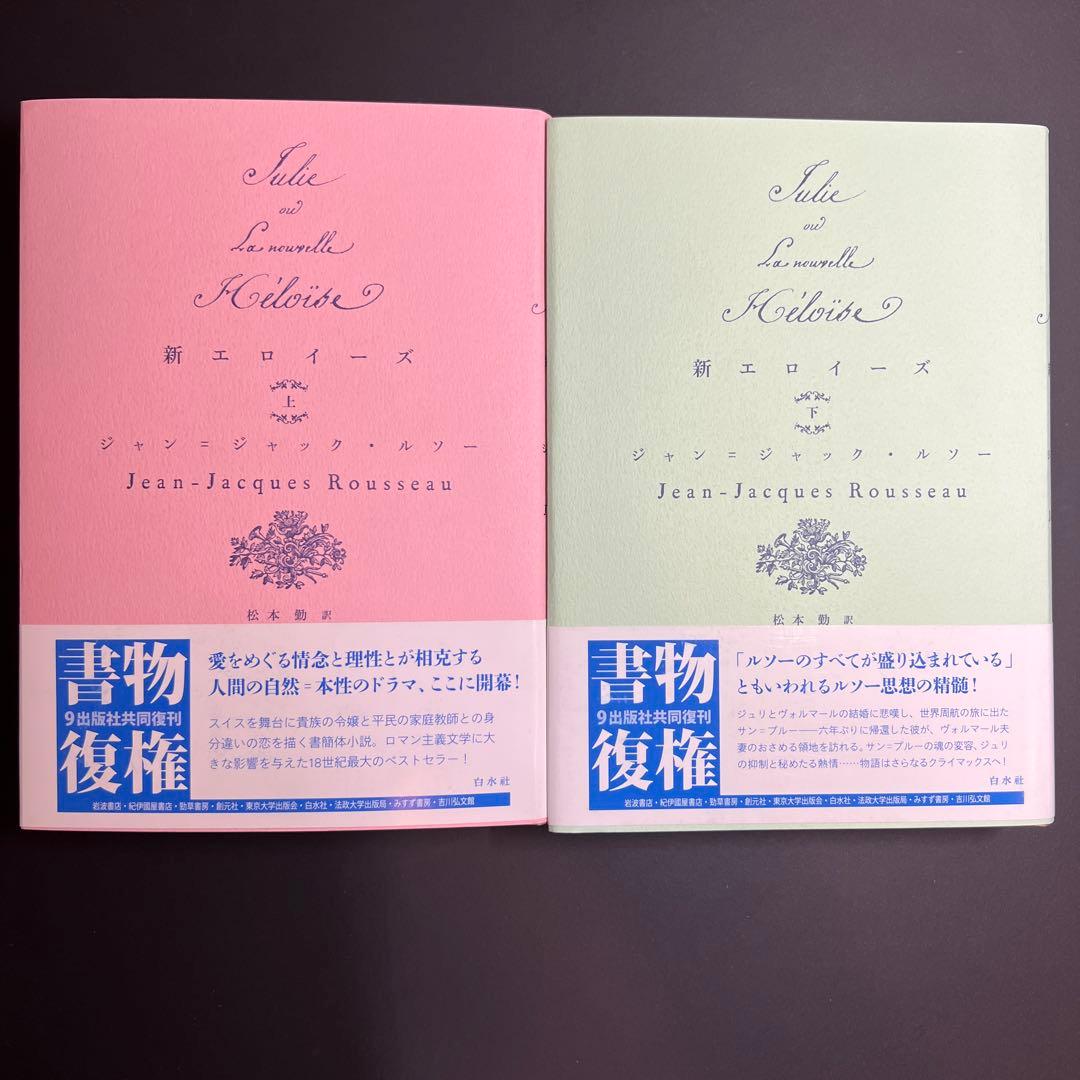 Julie
ou
La nouvelle
Héloïse
新エロイーズ
上
ジャン=ジャック・ルソー
Jean-Jacques Rousseau
松本 勤 訳
書物
9出版社共同復刊
復権
愛をめぐる情念と理性とが相克する
人間の自然=本性のドラマ、ここに開幕!
スイスを舞台に貴族の令嬢と平民の家庭教師との身
分違いの恋を描く書簡体小説。ロマン主義文学に大
きな影響を与えた18世紀最大のベストセラー!
白水社
岩波書店・紀伊國屋書店・勁草書房・創元社・東京大学出版会・白水社・法政大学出版局・みすず書房・吉川弘文館
Julie
ou
La nouvelle
Héloïse
新エロイーズ
下
ジャン=ジャック・ルソー
Jean-Jacques Rousseau
松本 勤 訳
書物
9出版社共同復刊
復権
「ルソーのすべてが盛り込まれている」
ともいわれるルソー思想の精髄!
ジュリとヴォルマールの結婚に悲嘆し、世界周航の旅に出た
サン=プルー――六年ぶりに帰還した彼が、ヴォルマール夫
妻のおさめる領地を訪れる。サン=プルーの魂の変容、ジュリ
の抑制と秘めたる熱情……物語はさらなるクライマックスへ!
白水社
岩波書店・紀伊國屋書店・勁草書房・創元社・東京大学出版会・白水社・法政大学出版局・みすず書房・吉川弘文館